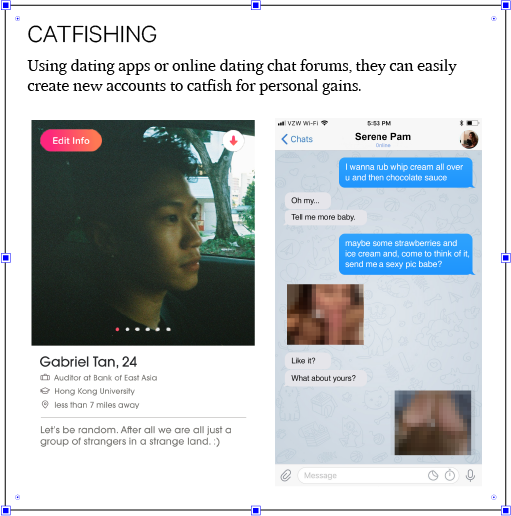 CATFISHING
Using dating apps or online dating chat forums, they can easily
create new accounts to catfish for personal gains.
Edit Info
Gabriel Tan, 24
Auditor at Bank of East Asia
Hong Kong University
less than 7 miles away
Let's be random. After all we are all just a
group of strangers in a strange land. :)
VZW Wi-Fi 5:53 PM
Chats Serene Pam
Online
I wanna rub whip cream all over
u and then chocolate sauce
Oh my...
Tell me more baby.
maybe some strawberries and
ice cream and, come to think of it,
send me a sexy pic babe?
Like it?
What about yours?
Message